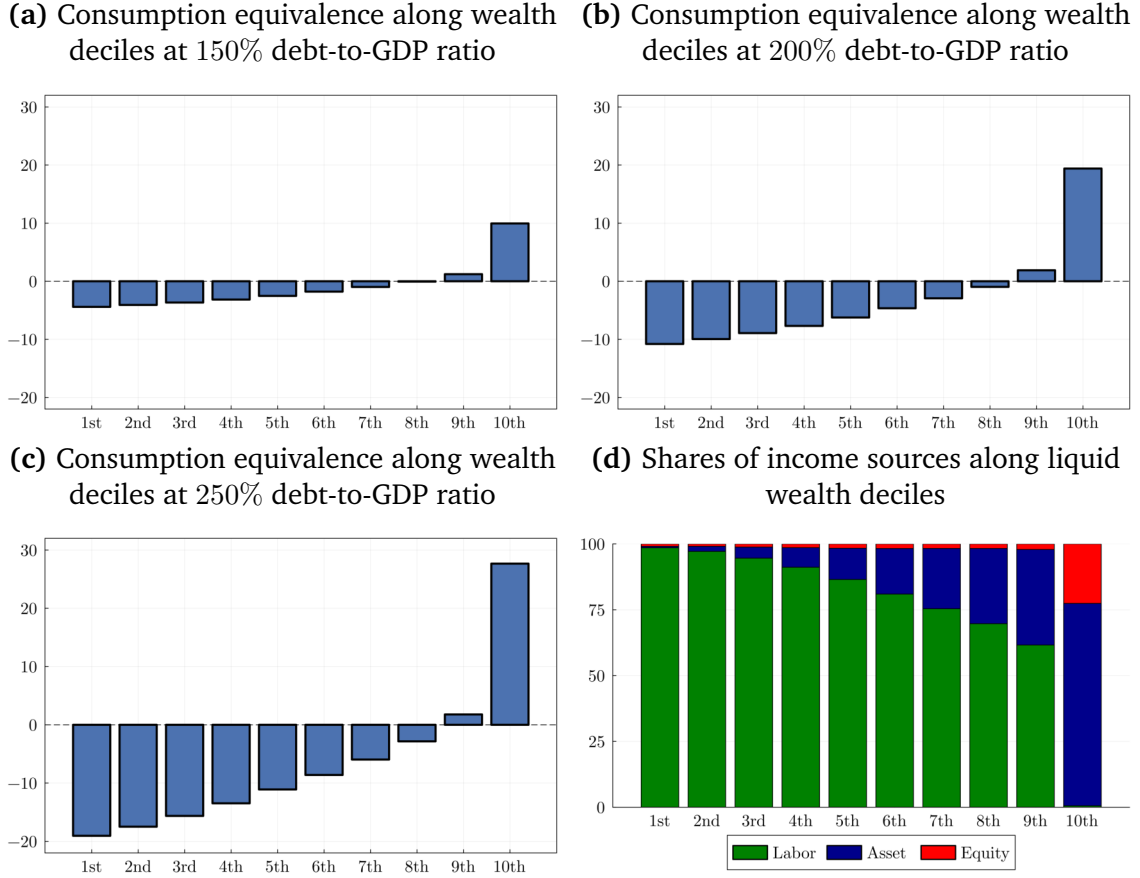 (a) Consumption equivalence along wealth
deciles at 150% debt-to-GDP ratio
30
20
10
0
−10
−20
1st 2nd 3rd 4th 5th 6th 7th 8th 9th 10th
(b) Consumption equivalence along wealth
deciles at 200% debt-to-GDP ratio
30
20
10
0
−10
−20
1st 2nd 3rd 4th 5th 6th 7th 8th 9th 10th
(c) Consumption equivalence along wealth
deciles at 250% debt-to-GDP ratio
30
20
10
0
−10
−20
1st 2nd 3rd 4th 5th 6th 7th 8th 9th 10th
(d) Shares of income sources along liquid
wealth deciles
100
75
50
25
0
1st 2nd 3rd 4th 5th 6th 7th 8th 9th 10th
Labor Asset Equity